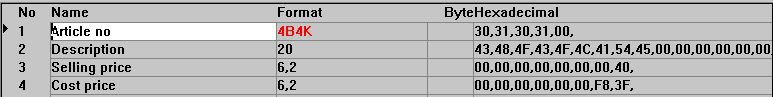 No Name Format ByteHexadecimal
1 Article no 4B4K 30,31,30,31,00,
2 Description 20 43,48,4F,43,4F,4C,41,54,45,00,00,00,00,00,00,
3 Selling price 6,2 00,00,00,00,00,00,00,40,
4 Cost price 6,2 00,00,00,00,00,00,F8,3F,